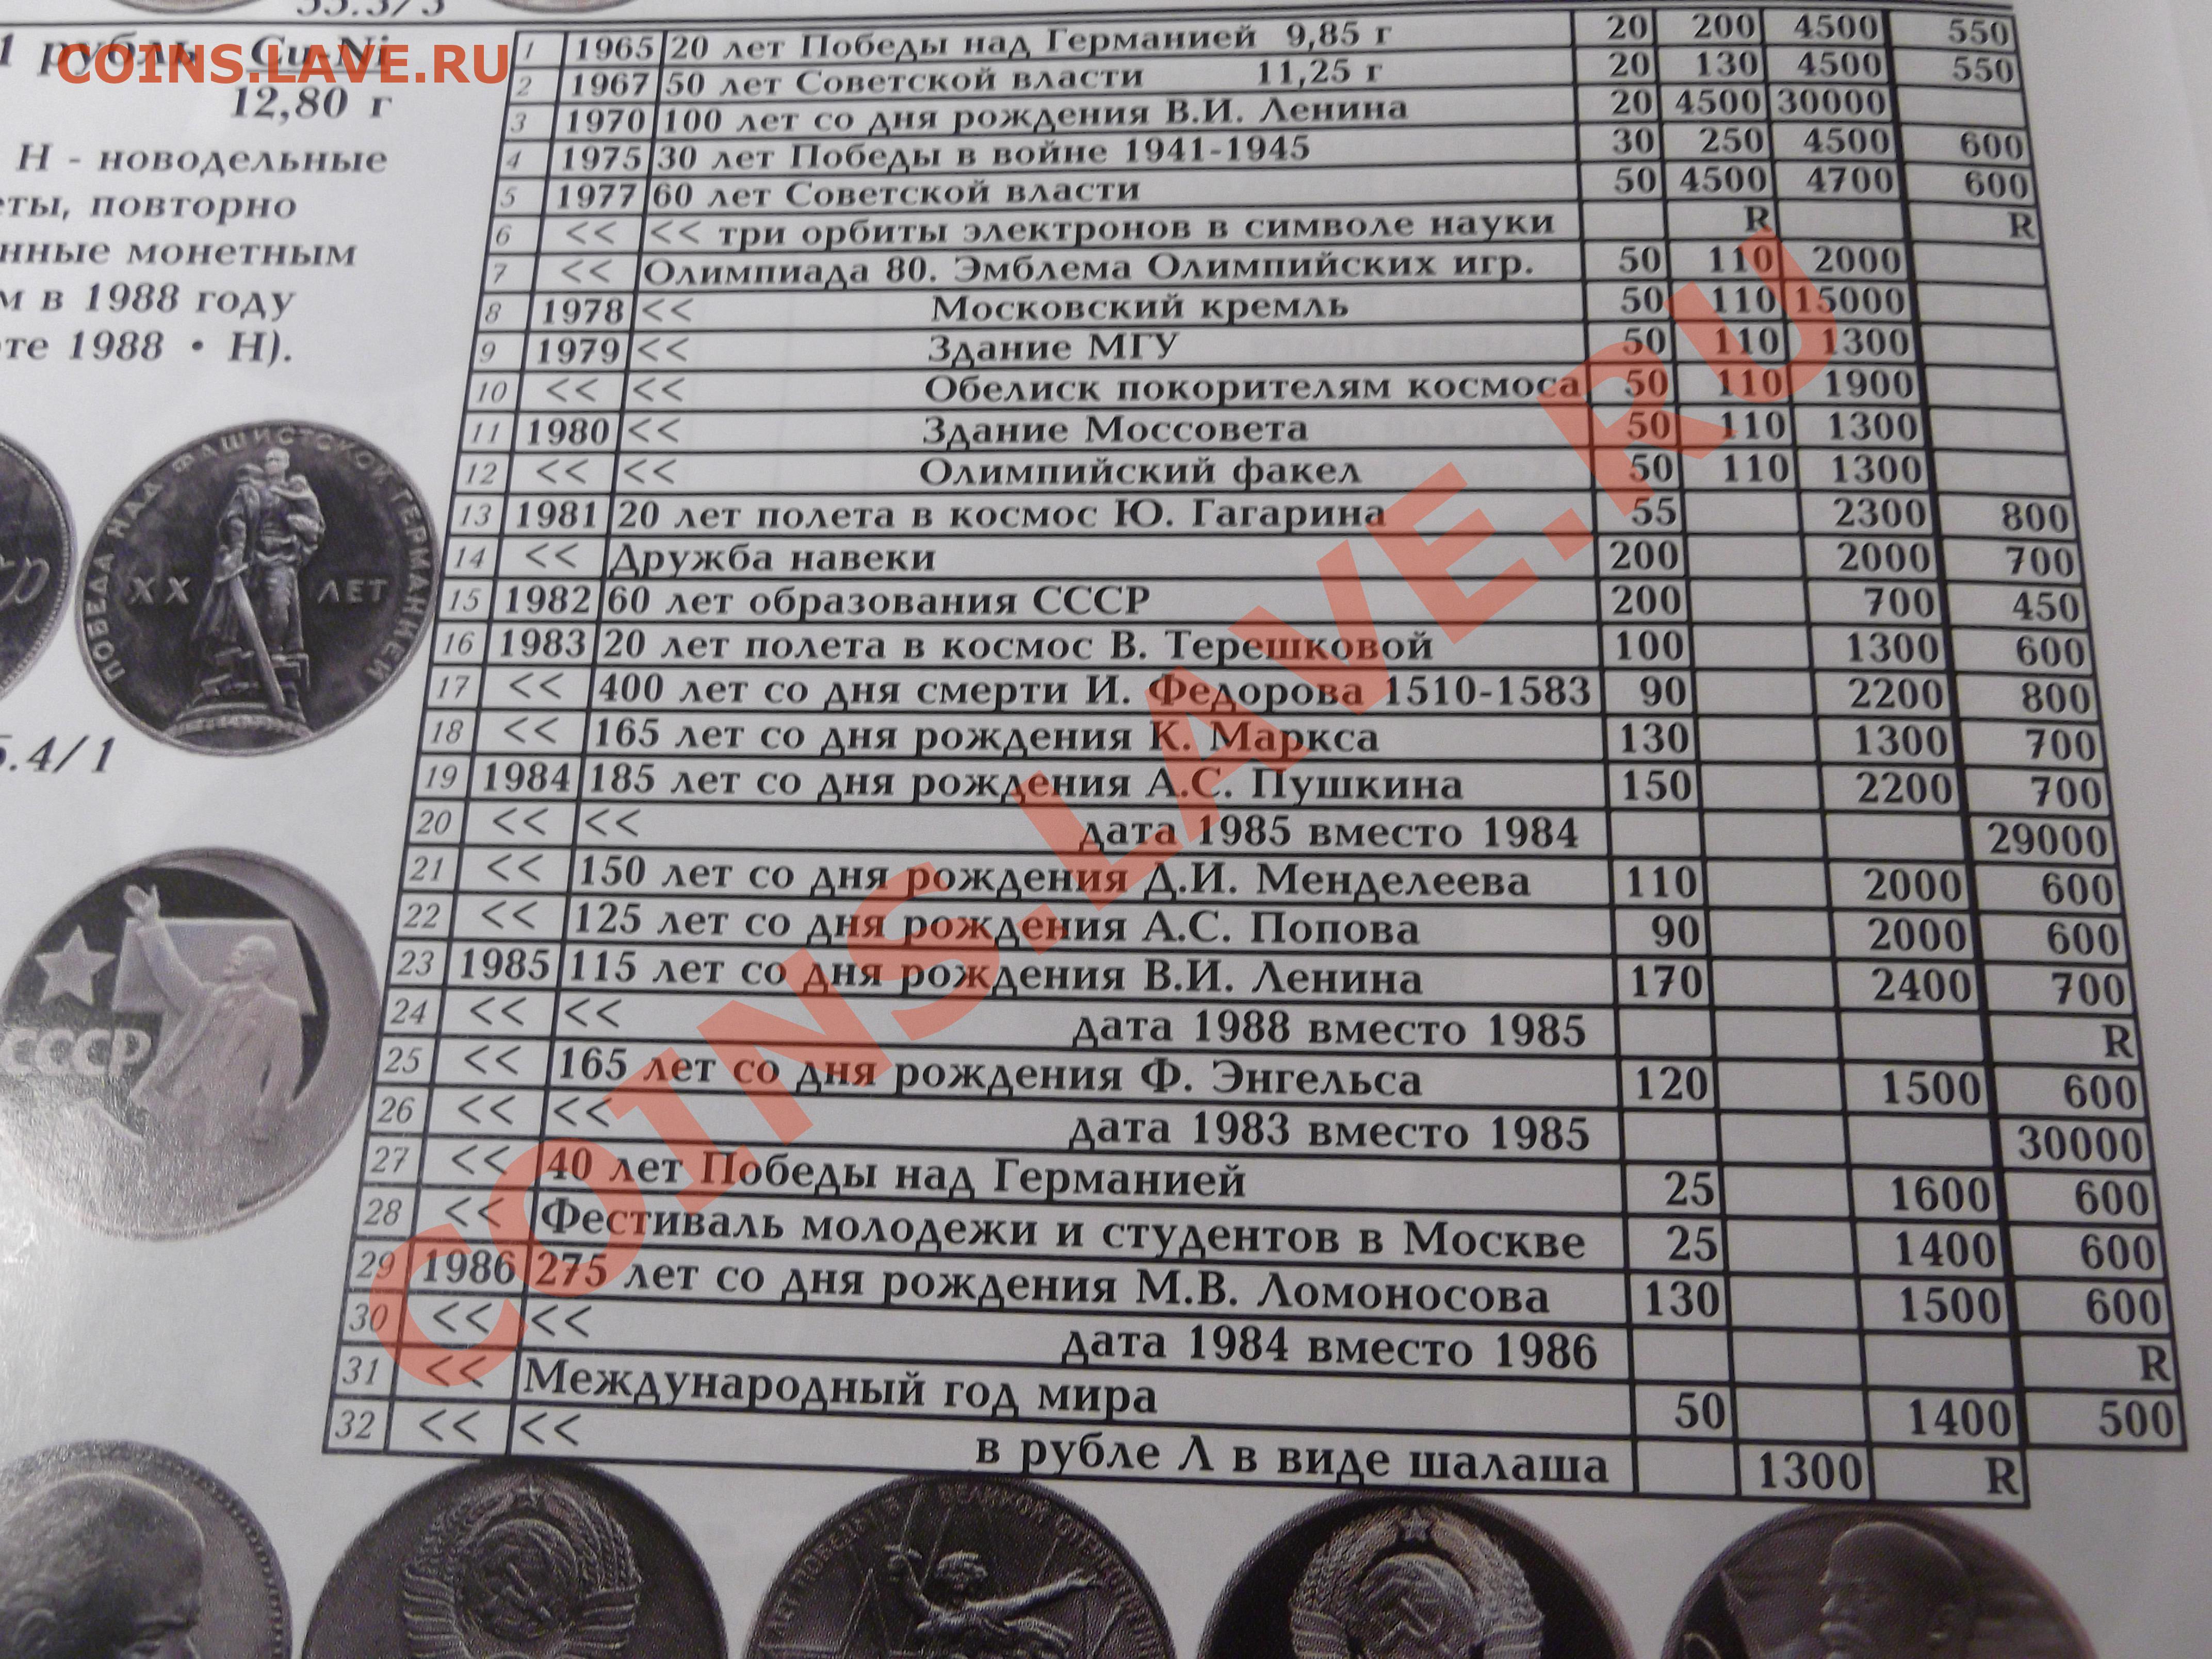 55.3/3
1 рубль Cu-Ni
COINS.LAVE.RU
12,80 г
Н - новодельные
еты, повторно
нные монетным
м в 1988 году
те 1988 • Н).
1 1965 20 лет Победы над Германией 9,85 г 20 200 4500 550
2 1967 50 лет Советской власти 11,25 г 20 130 4500 550
3 1970 100 лет со дня рождения В.И. Ленина 20 4500 30000
4 1975 30 лет Победы в войне 1941-1945 30 250 4500 600
5 1977 60 лет Советской власти 50 4500 4700 600
6 << << три орбиты электронов в символе науки R R
7 << Олимпиада 80. Эмблема Олимпийских игр. 50 110 2000
8 1978 << Московский кремль 50 110 15000
9 1979 << Здание МГУ 50 110 1300
10 << << Обелиск покорителям космоса 50 110 1900
11 1980 << Здание Моссовета 50 110 1300
12 << << Олимпийский факел 50 110 1300
13 1981 20 лет полета в космос Ю. Гагарина 55 2300 800
14 << Дружба навеки 200 2000 700
15 1982 60 лет образования СССР 200 700 450
16 1983 20 лет полета в космос В. Терешковой 100 1300 600
17 << 400 лет со дня смерти И. Федорова 1510-1583 90 2200 800
18 << 165 лет со дня рождения К. Маркса 130 1300 700
19 1984 185 лет со дня рождения А.С. Пушкина 150 2200 700
20 << << дата 1985 вместо 1984 29000
21 << 150 лет со дня рождения Д.И. Менделеева 110 2000 600
22 << 125 лет со дня рождения А.С. Попова 90 2000 600
23 1985 115 лет со дня рождения В.И. Ленина 170 2400 700
24 << << дата 1988 вместо 1985 R
25 << 165 лет со дня рождения Ф. Энгельса 120 1500 600
26 << << дата 1983 вместо 1985 30000
27 << 40 лет Победы над Германией 25 1600 600
28 << Фестиваль молодежи и студентов в Москве 25 1400 600
29 1986 275 лет со дня рождения М.В. Ломоносова 130 1500 600
30 << << дата 1984 вместо 1986 R
31 << Международный год мира 50 1400 500
32 << << в рубле Л в виде шалаша 1300 R
ПОБЕДА НАД ФАШИСТСКОЙ ГЕРМАНИЕЙ
XX ЛЕТ
5.4/1
СССР
COINS.LAVE.RU
ЛЕТ ПОБЕДЫ В ВЕЛИКОЙ